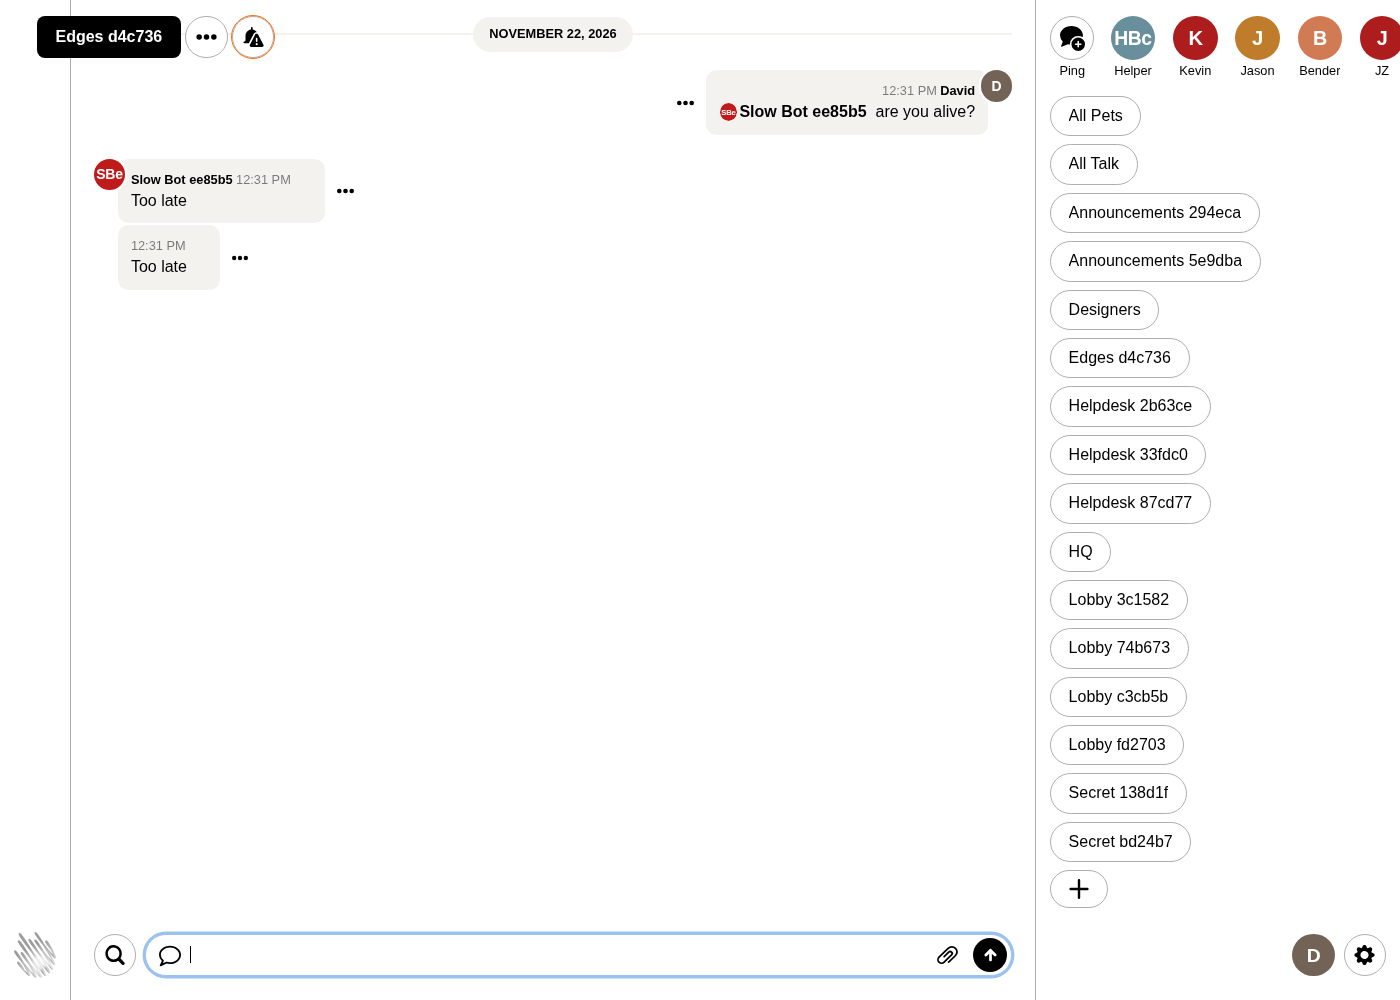 Edges d4c736
NOVEMBER 22, 2026
12:31 PM David
D
SBe Slow Bot ee85b5 are you alive?
SBe
Slow Bot ee85b5 12:31 PM
Too late
12:31 PM
Too late
HBc K J B J
Ping Helper Kevin Jason Bender JZ
All Pets
All Talk
Announcements 294eca
Announcements 5e9dba
Designers
Edges d4c736
Helpdesk 2b63ce
Helpdesk 33fdc0
Helpdesk 87cd77
HQ
Lobby 3c1582
Lobby 74b673
Lobby c3cb5b
Lobby fd2703
Secret 138d1f
Secret bd24b7
D